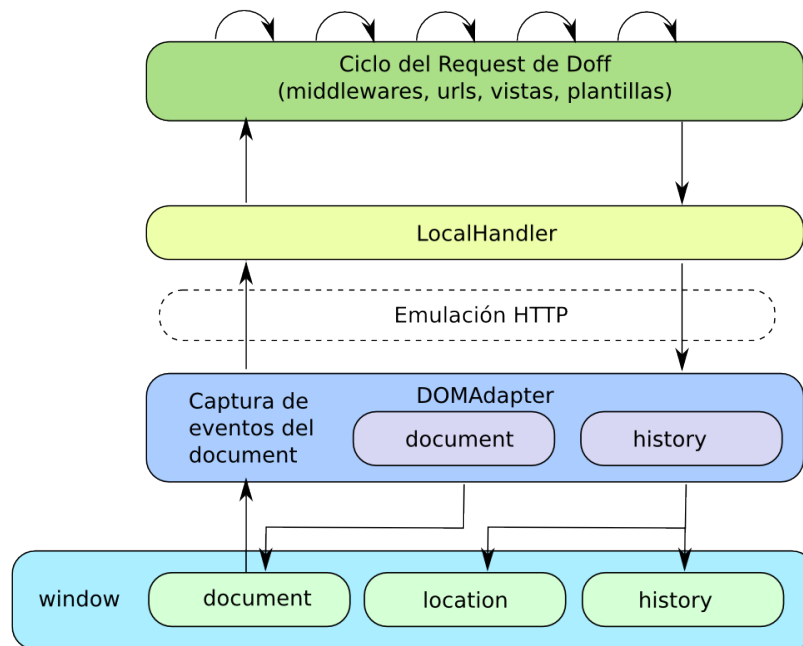 Ciclo del Request de Doff
(middlewares, urls, vistas, plantillas)
LocalHandler
Emulación HTTP
DOMAdapter
Captura de
eventos del
document
document
history
window
document
location
history